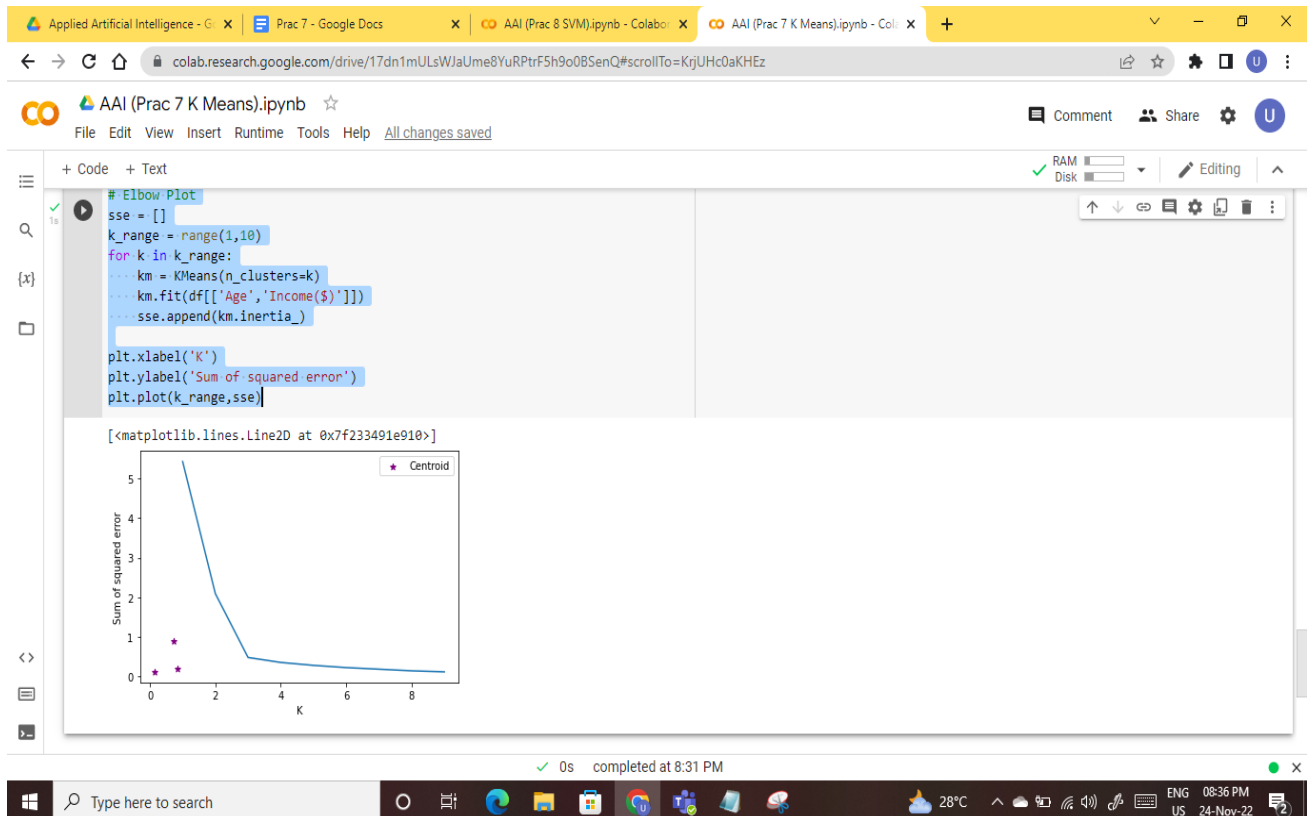 Applied Artificial Intelligence - Go
Prac 7 - Google Docs
AAI (Prac 8 SVM).ipynb - Colabor
AAI (Prac 7 K Means).ipynb - Cola
colab.research.google.com/drive/17dn1mULsWJaUme8YuRPtrF5h9o0BSenQ#scrollTo=KrjUHc0aKHEz
U
CO
AAI (Prac 7 K Means).ipynb
File Edit View Insert Runtime Tools Help All changes saved
Comment
Share
U
+ Code + Text
RAM
Disk
Editing
1s
{x}
# Elbow Plot
sse = []
k_range = range(1,10)
for k in k_range:
    km = KMeans(n_clusters=k)
    km.fit(df[['Age','Income($)']])
    sse.append(km.inertia_)
plt.xlabel('K')
plt.ylabel('Sum of squared error')
plt.plot(k_range,sse)
[<matplotlib.lines.Line2D at 0x7f233491e910>]
Centroid
Sum of squared error
5
4
3
2
1
0
0 2 4 6 8
K
0s completed at 8:31 PM
Type here to search
28°C
ENG
US
08:36 PM
24-Nov-22
2